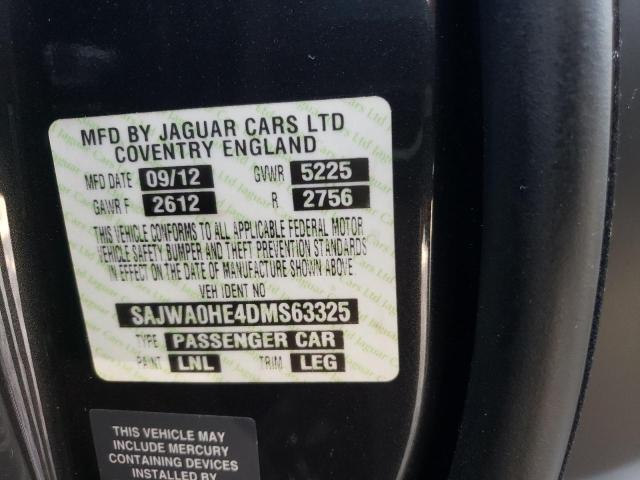 MFD BY JAGUAR CARS LTD
COVENTRY ENGLAND
MFD DATE 09/12 GVWR 5225
GAWR F 2612 R 2756
THIS VEHICLE CONFORMS TO ALL APPLICABLE FEDERAL MOTOR
VEHICLE SAFETY BUMPER AND THEFT PREVENTION STANDARDS
IN EFFECT ON THE DATE OF MANUFACTURE SHOWN ABOVE
VEH IDENT NO
SAJWA0HE4DMS63325
TYPE PASSENGER CAR
PAINT LNL TRIM LEG
THIS VEHICLE MAY
INCLUDE MERCURY
CONTAINING DEVICES
INSTALLED BY